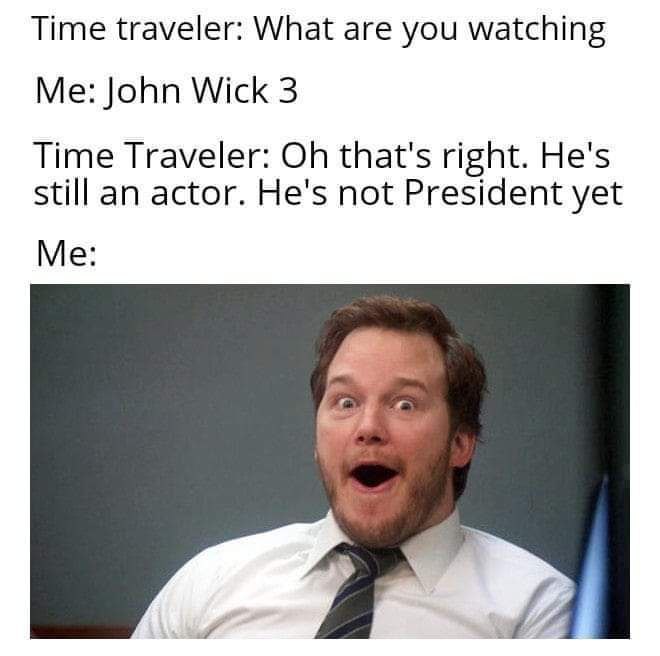 Time traveler: What are you watching
Me: John Wick 3
Time Traveler: Oh that's right. He's
still an actor. He's not President yet
Me: